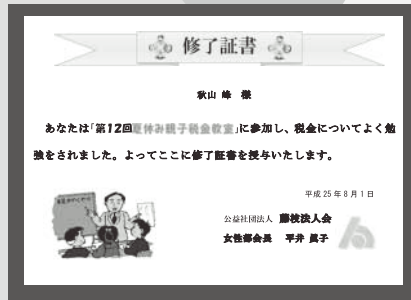 修了証書
秋山 峰 様
あなたは「第12回夏休み親子税金教室」に参加し、税金についてよく勉
強をされました。よってここに修了証書を授与いたします。
平成25年8月1日
公益社団法人 藤枝法人会
女性部会長 平井 眞子